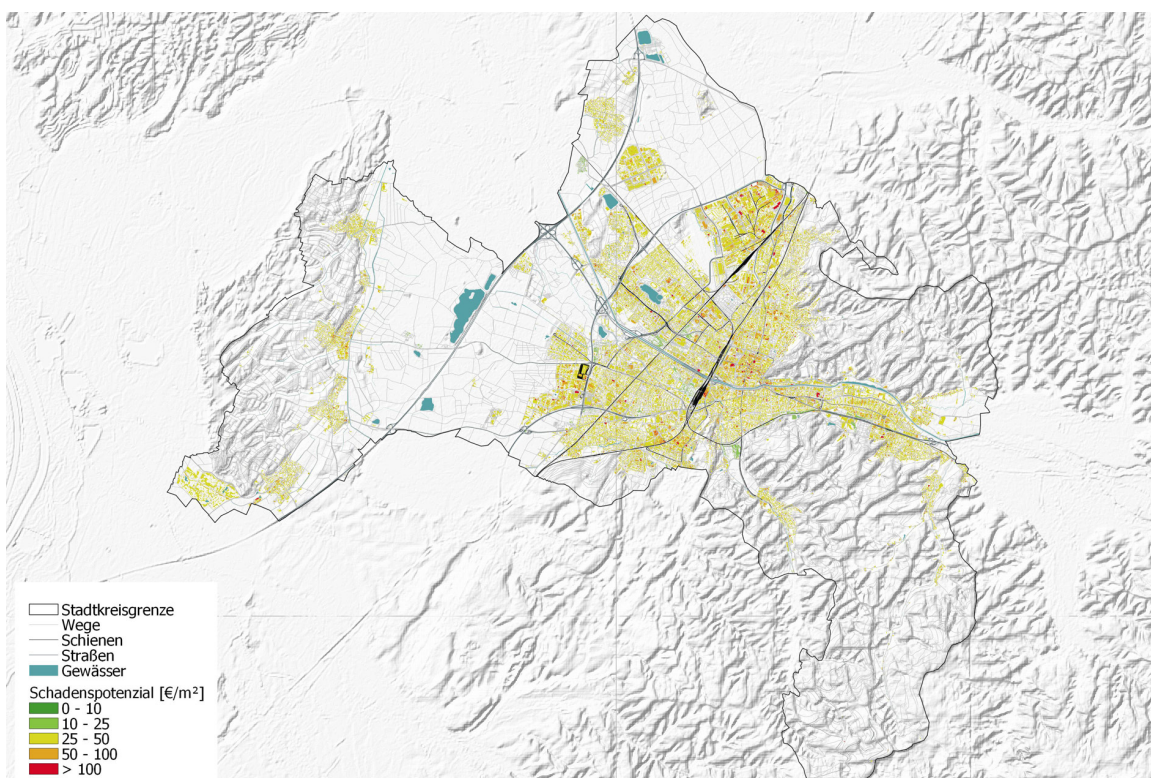 Stadtkreisgrenze
Wege
Schienen
Straßen
Gewässer
Schadenspotenzial [€/m²]
0 - 10
10 - 25
25 - 50
50 - 100
> 100